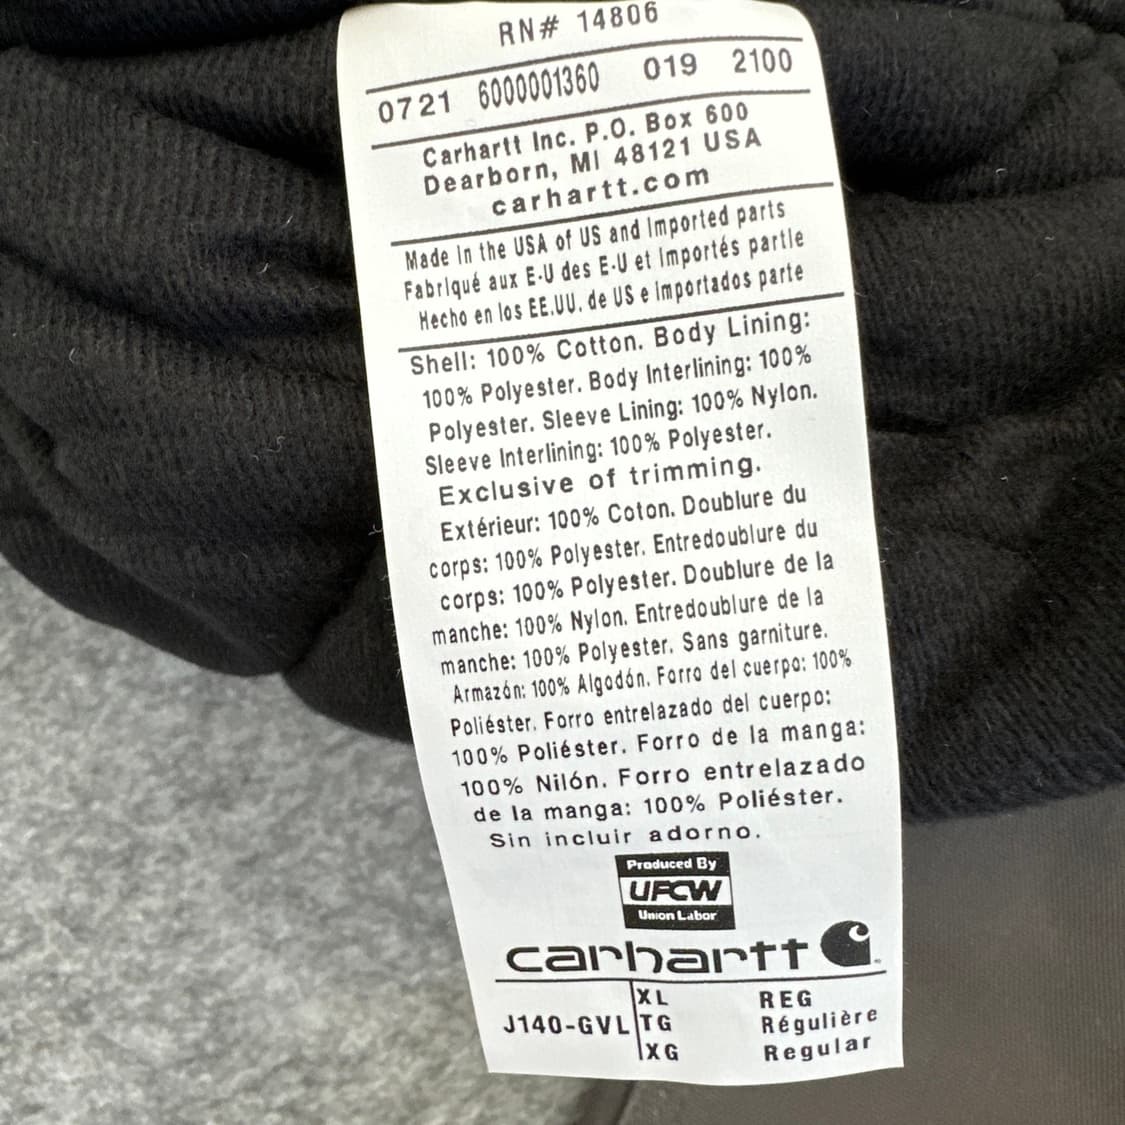 RN# 14806
0721 6000001360 019 2100
Carhartt Inc. P.O. Box 600
Dearborn, MI 48121 USA
carhartt.com
Made in the USA of US and Imported parts
Fabriqué aux E-U des E-U et importés partie
Hecho en los EE.UU. de US e importados parte
Shell: 100% Cotton. Body Lining:
100% Polyester. Body Interlining: 100%
Polyester. Sleeve Lining: 100% Nylon.
Sleeve Interlining: 100% Polyester.
Exclusive of trimming.
Extérieur: 100% Coton. Doublure du
corps: 100% Polyester. Entredoublure du
corps: 100% Polyester. Doublure de la
manche: 100% Nylon. Entredoublure de la
manche: 100% Polyester. Sans garniture.
Armazón: 100% Algodón. Forro del cuerpo: 100%
Poliéster. Forro entrelazado del cuerpo:
100% Poliéster. Forro de la manga:
100% Nilón. Forro entrelazado
de la manga: 100% Poliéster.
Sin incluir adorno.
Produced By
UFCW
Union Labor
carhartt
XL REG
J140-GVL TG Régulière
XG Regular